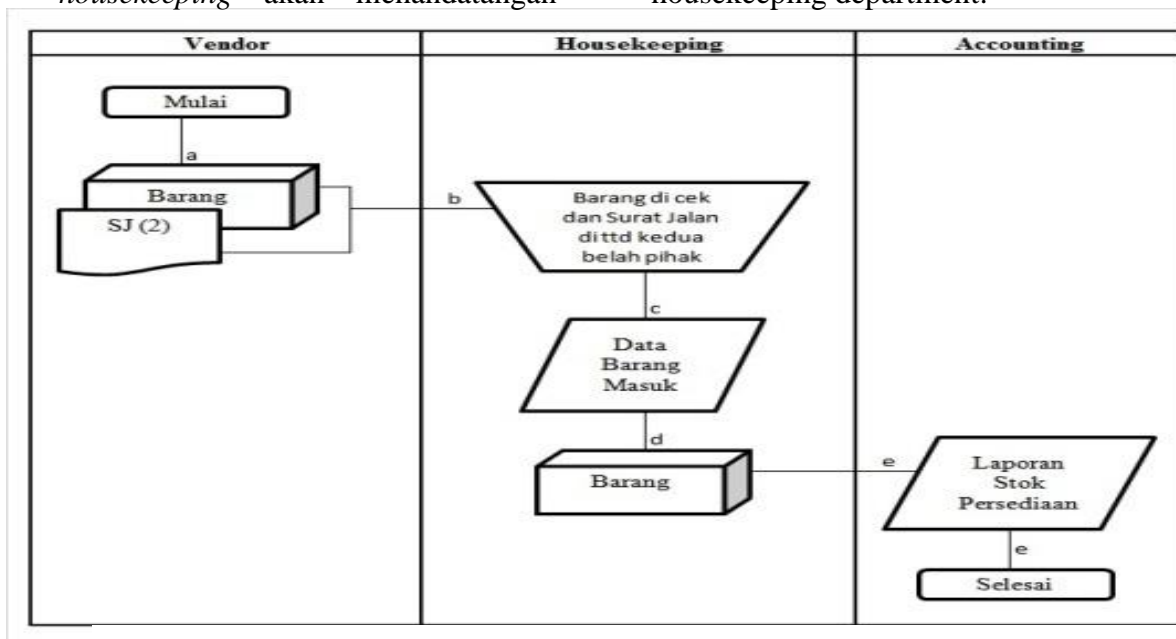 housekeeping akan menandatangan
housekeeping department.
Vendor
Housekeeping
Accounting
Mulai
a
Barang
SJ (2)
b
Barang di cek
dan Surat Jalan
di ttd kedua
belah pihak
c
Data
Barang
Masuk
d
Barang
e
Laporan
Stok
Persediaan
e
Selesai